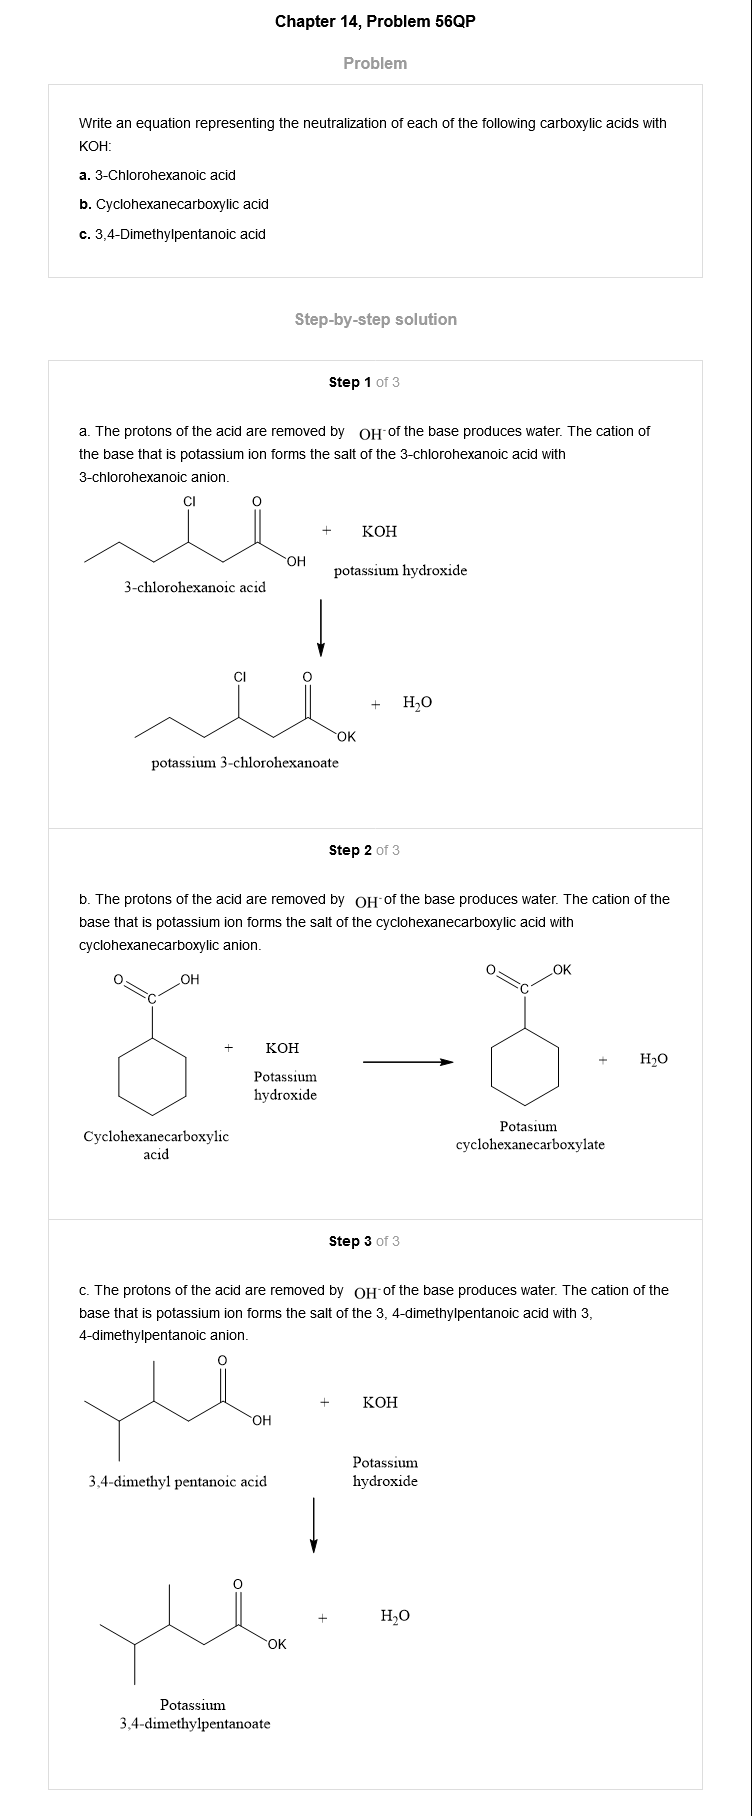 Chapter 14, Problem 56QP
Problem
Write an equation representing the neutralization of each of the following carboxylic acids with
KOH:
a. 3-Chlorohexanoic acid
b. Cyclohexanecarboxylic acid
c. 3,4-Dimethylpentanoic acid
Step-by-step solution
Step 1 of 3
a. The protons of the acid are removed by OH⁻ of the base produces water. The cation of
the base that is potassium ion forms the salt of the 3-chlorohexanoic acid with
3-chlorohexanoic anion.
Cl O
+ KOH
OH
potassium hydroxide
3-chlorohexanoic acid
Cl O
+ H₂O
OK
potassium 3-chlorohexanoate
Step 2 of 3
b. The protons of the acid are removed by OH⁻ of the base produces water. The cation of the
base that is potassium ion forms the salt of the cyclohexanecarboxylic acid with
cyclohexanecarboxylic anion.
O OH
C
O OK
C
+ KOH
+ H₂O
Potassium
hydroxide
Cyclohexanecarboxylic
acid
Potasium
cyclohexanecarboxylate
Step 3 of 3
c. The protons of the acid are removed by OH⁻ of the base produces water. The cation of the
base that is potassium ion forms the salt of the 3, 4-dimethylpentanoic acid with 3,
4-dimethylpentanoic anion.
O
+ KOH
OH
Potassium
hydroxide
3,4-dimethyl pentanoic acid
O
+ H₂O
OK
Potassium
3,4-dimethylpentanoate